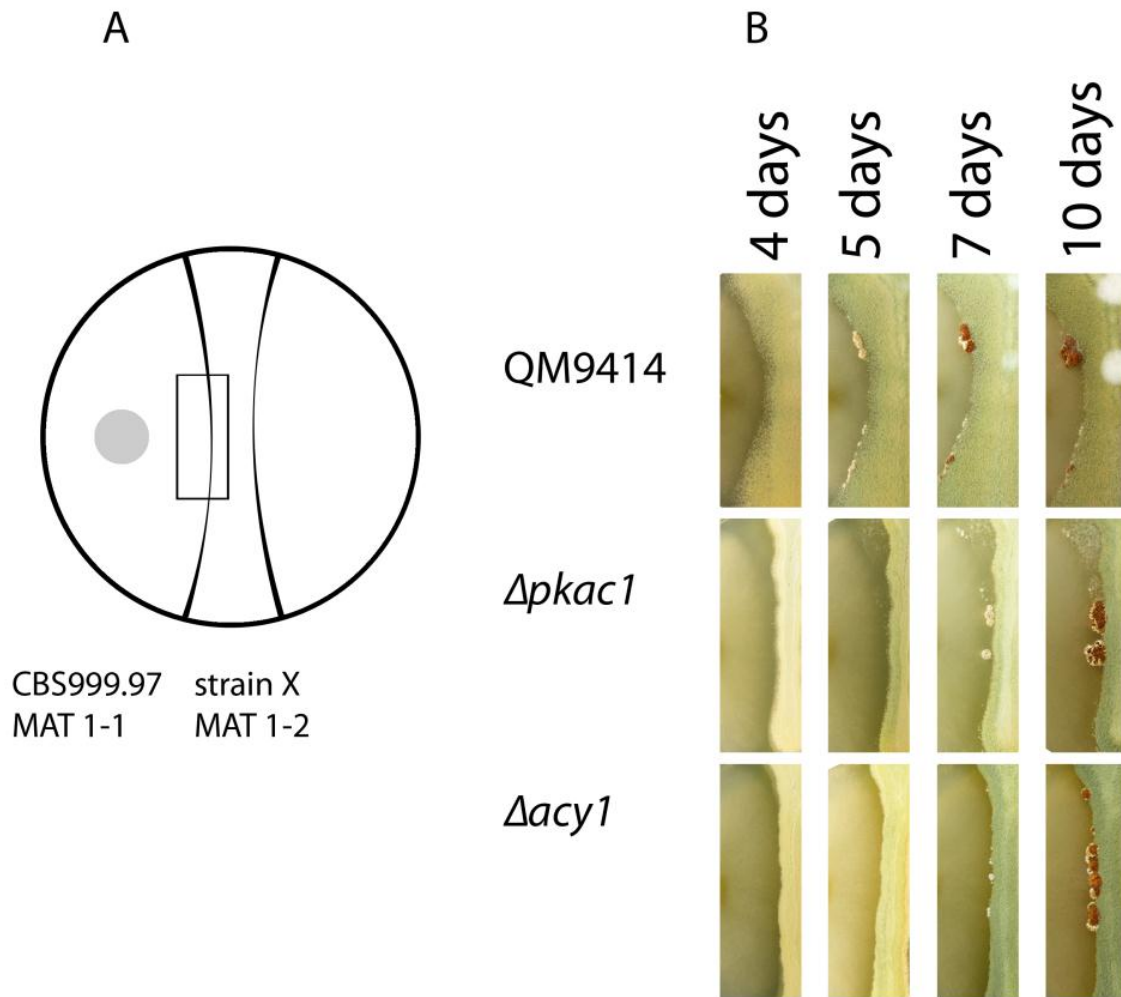 A
B
4 days
5 days
7 days
10 days
QM9414
Δpkac1
Δacy1
CBS999.97 strain X
MAT 1-1 MAT 1-2